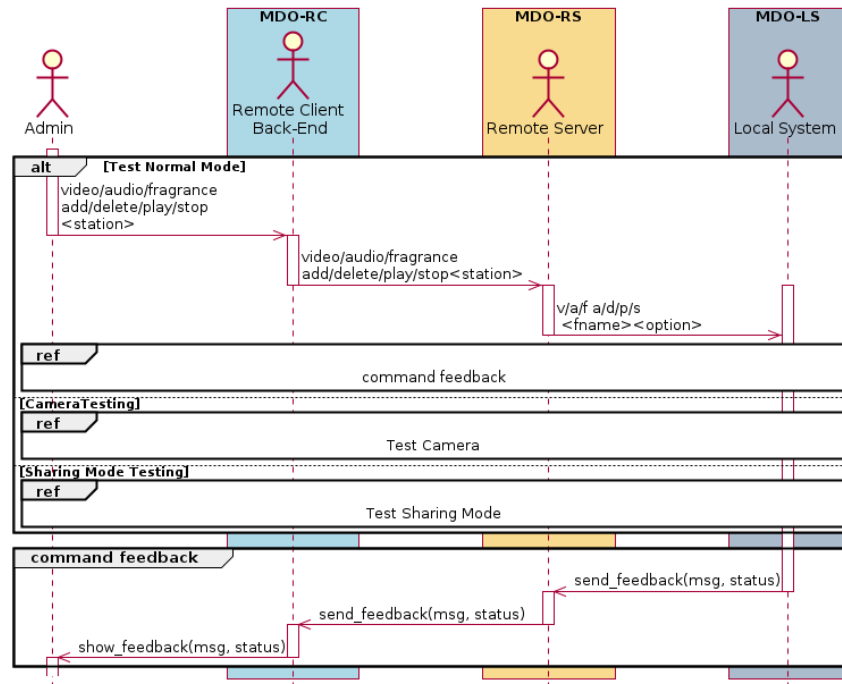 MDO-RC
MDO-RS
MDO-LS
Admin
Remote Client
Back-End
Remote Server
Local System
alt
[Test Normal Mode]
video/audio/fragrance
add/delete/play/stop
<station>
video/audio/fragrance
add/delete/play/stop<station>
v/a/f a/d/p/s
<fname><option>
ref
command feedback
[CameraTesting]
ref
Test Camera
[Sharing Mode Testing]
ref
Test Sharing Mode
command feedback
send_feedback(msg, status)
send_feedback(msg, status)
show_feedback(msg, status)